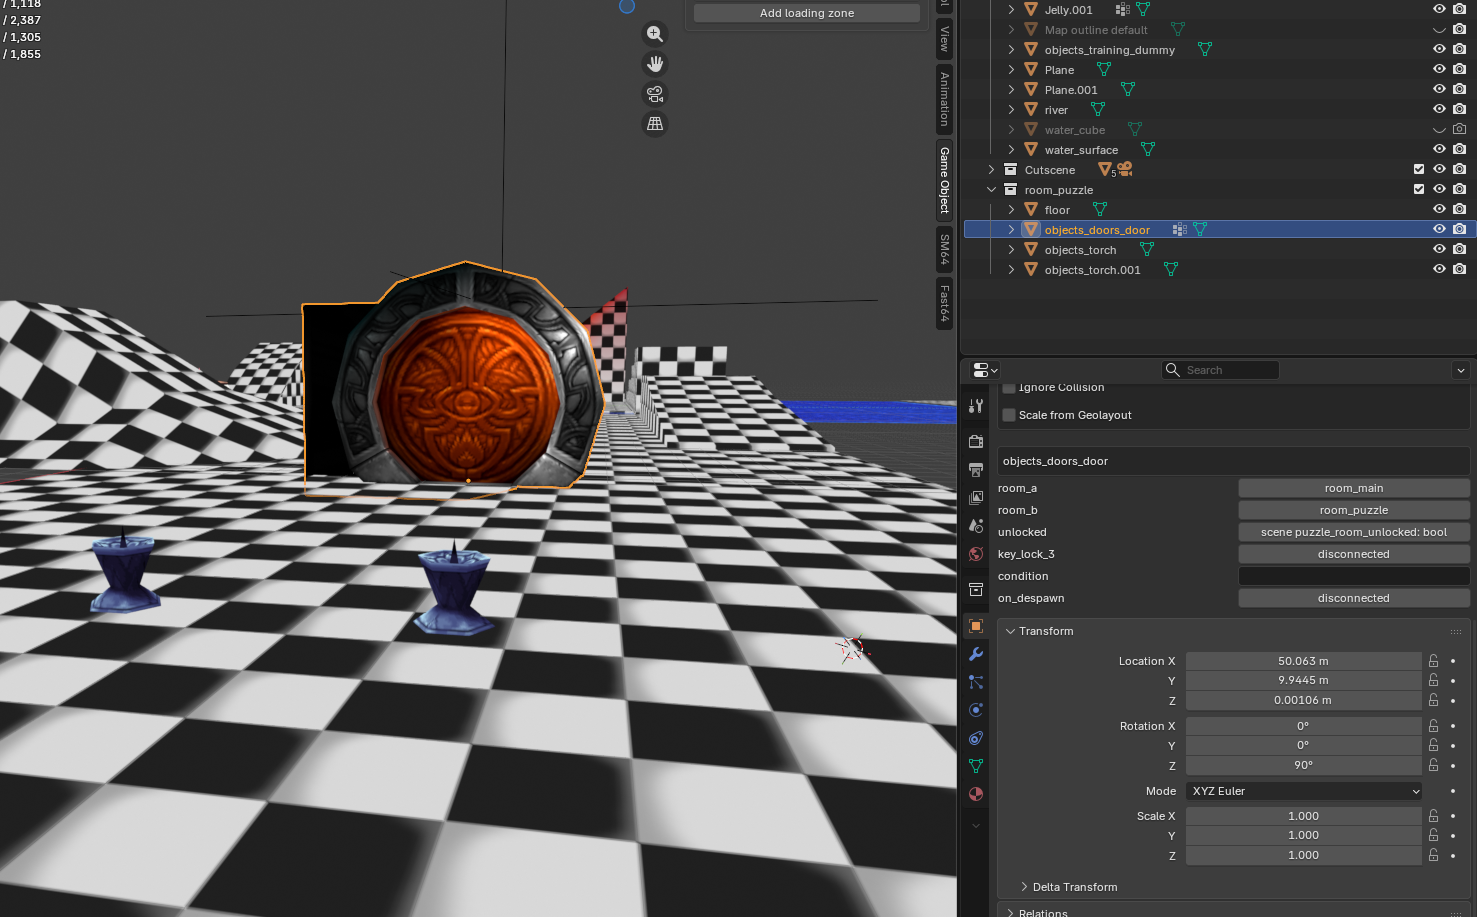 / 1,118
/ 2,387
/ 1,305
/ 1,855
Add loading zone
View
Animation
Game Object
SM64
Fast64
Jelly.001
Map outline default
objects_training_dummy
Plane
Plane.001
river
water_cube
water_surface
Cutscene
5
room_puzzle
floor
objects_doors_door
objects_torch
objects_torch.001
Search
Ignore Collision
Scale from Geolayout
objects_doors_door
room_a room_main
room_b room_puzzle
unlocked scene puzzle_room_unlocked: bool
key_lock_3 disconnected
condition
on_despawn disconnected
Transform
Location X 50.063 m
Y 9.9445 m
Z 0.00106 m
Rotation X 0°
Y 0°
Z 90°
Mode XYZ Euler
Scale X 1.000
Y 1.000
Z 1.000
Delta Transform
Relations